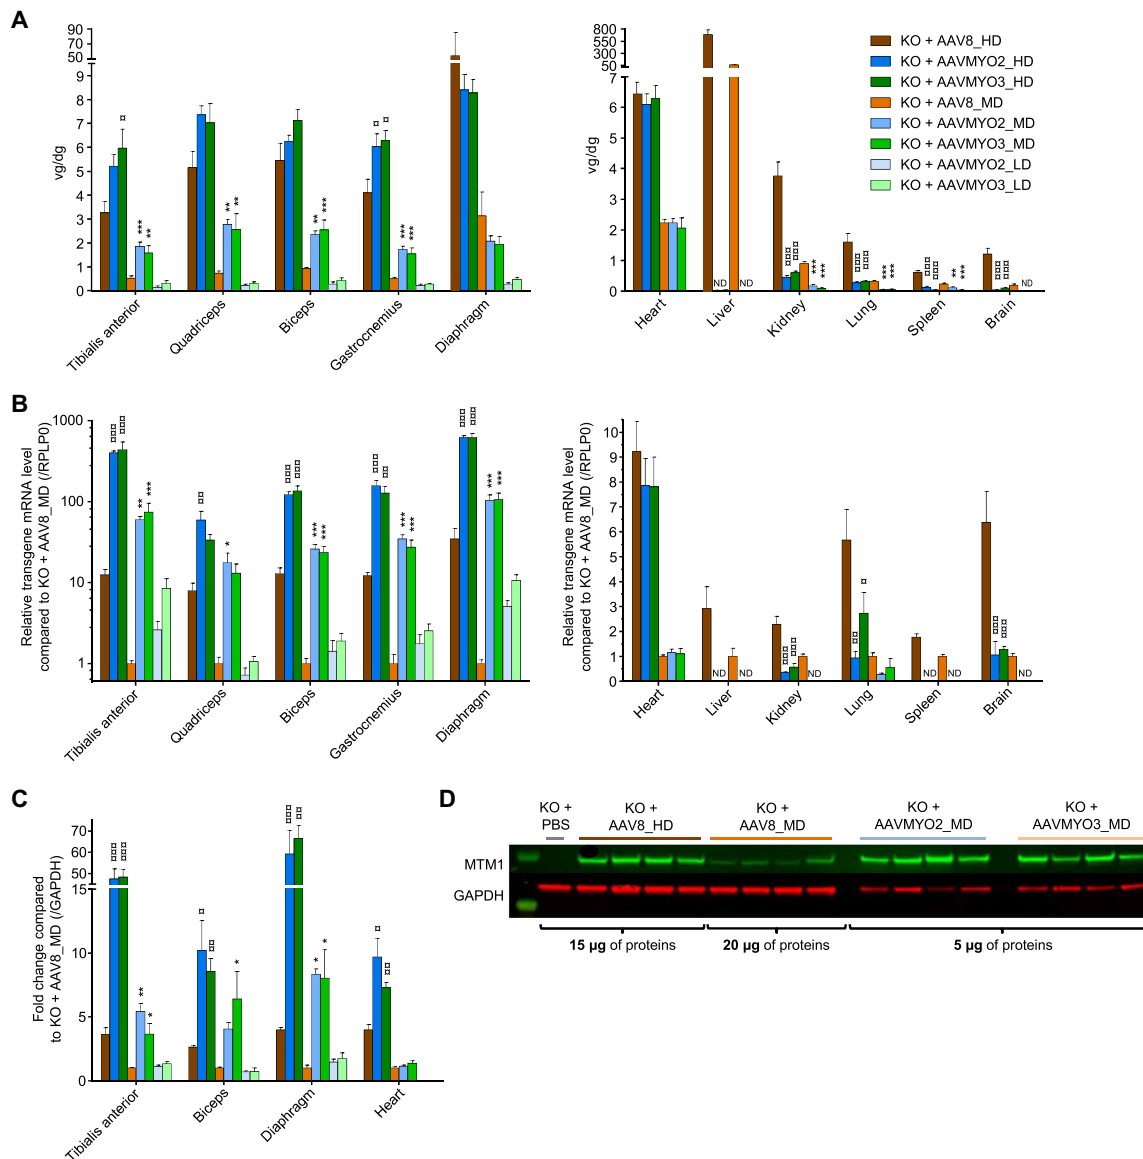 A
90
70
50
9
8
7
6
5
4
3
2
1
0
vg/dg
¤
***
**
**
**
**
***
¤
¤
***
***
Tibialis anterior
Quadriceps
Biceps
Gastrocnemius
Diaphragm
800
550
300
50
7
6
5
4
3
2
1
0
vg/dg
ND
ND
¤¤¤
¤¤¤
***
***
¤¤¤
¤¤¤
***
***
¤¤¤
¤¤¤
**
***
¤¤¤
¤¤¤
ND
Heart
Liver
Kidney
Lung
Spleen
Brain
KO + AAV8_HD
KO + AAVMYO2_HD
KO + AAVMYO3_HD
KO + AAV8_MD
KO + AAVMYO2_MD
KO + AAVMYO3_MD
KO + AAVMYO2_LD
KO + AAVMYO3_LD
B
Relative transgene mRNA level
compared to KO + AAV8_MD (/RPLP0)
1000
100
10
1
¤¤¤
¤¤¤
**
***
¤¤
*
¤¤¤
¤¤¤
***
***
¤¤¤
¤¤
***
***
¤¤¤
¤¤¤
***
***
Tibialis anterior
Quadriceps
Biceps
Gastrocnemius
Diaphragm
Relative transgene mRNA level
compared to KO + AAV8_MD (/RPLP0)
10
9
8
7
6
5
4
3
2
1
0
ND
ND
¤¤¤
¤¤¤
ND
¤¤
¤
ND
ND
¤¤¤
¤¤¤
ND
Heart
Liver
Kidney
Lung
Spleen
Brain
C
Fold change compared
to KO + AAV8_MD (/GAPDH)
70
60
50
15
10
5
0
¤¤¤
¤¤¤
**
*
¤
¤¤
*
¤¤¤
¤¤
*
*
¤
¤¤
Tibialis anterior
Biceps
Diaphragm
Heart
D
KO +
PBS
KO +
AAV8_HD
KO +
AAV8_MD
KO +
AAVMYO2_MD
KO +
AAVMYO3_MD
MTM1
GAPDH
15 µg of proteins
20 µg of proteins
5 µg of proteins